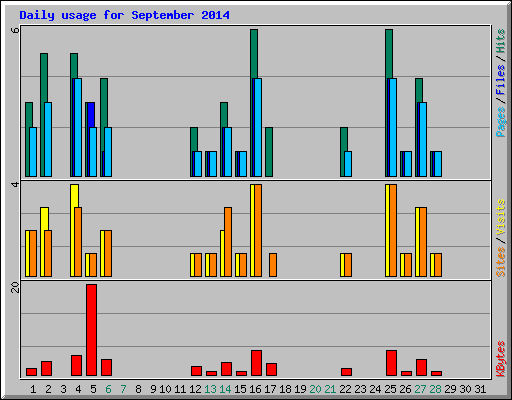 Daily usage for September 2014
6
Pages / Files / Hits
4
Sites / Visits
20
KBytes
1 2 3 4 5 6 7 8 9 10 11 12 13 14 15 16 17 18 19 20 21 22 23 24 25 26 27 28 29 30 31